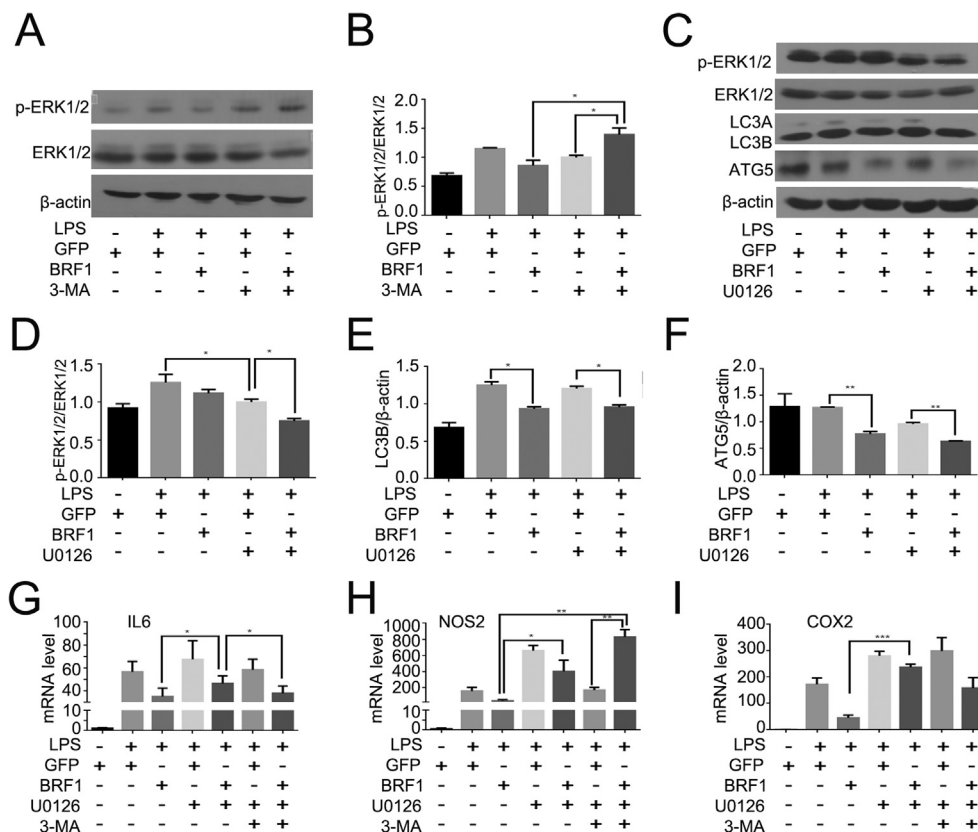 A
p-ERK1/2
ERK1/2
β-actin
LPS - + + + +
GFP + + - + -
BRF1 - - + - +
3-MA - - - + +
B
p-ERK1/2/ERK1/2
2.0
1.5
1.0
0.5
0.0
*
*
LPS - + + + +
GFP + + - + -
BRF1 - - + - +
3-MA - - - + +
C
p-ERK1/2
ERK1/2
LC3A
LC3B
ATG5
β-actin
LPS - + + + +
GFP + + - + -
BRF1 - - + - +
U0126 - - - + +
D
p-ERK1/2/ERK1/2
1.5
1.0
0.5
0.0
* *
LPS - + + + +
GFP + + - + -
BRF1 - - + - +
U0126 - - - + +
E
LC3B/β-actin
1.5
1.0
0.5
0.0
* *
LPS - + + + +
GFP + + - + -
BRF1 - - + - +
U0126 - - - + +
F
ATG5/β-actin
2.0
1.5
1.0
0.5
0.0
** **
LPS - + + + +
GFP + + - + -
BRF1 - - + - +
U0126 - - - + +
G
IL6
mRNA level
100
80
60
40
10
0
* *
LPS - + + + + + +
GFP + + - + - + -
BRF1 - - + - + - +
U0126 - - - + + + +
3-MA - - - - - + +
H
NOS2
mRNA level
1000
800
600
400
200
10
0
**
* **
LPS - + + + + + +
GFP + + - + - + -
BRF1 - - + - + - +
U0126 - - - + + + +
3-MA - - - - - + +
I
COX2
mRNA level
400
300
200
100
0
***
LPS - + + + + + +
GFP + + - + - + -
BRF1 - - + - + - +
U0126 - - - + + + +
3-MA - - - - - + +